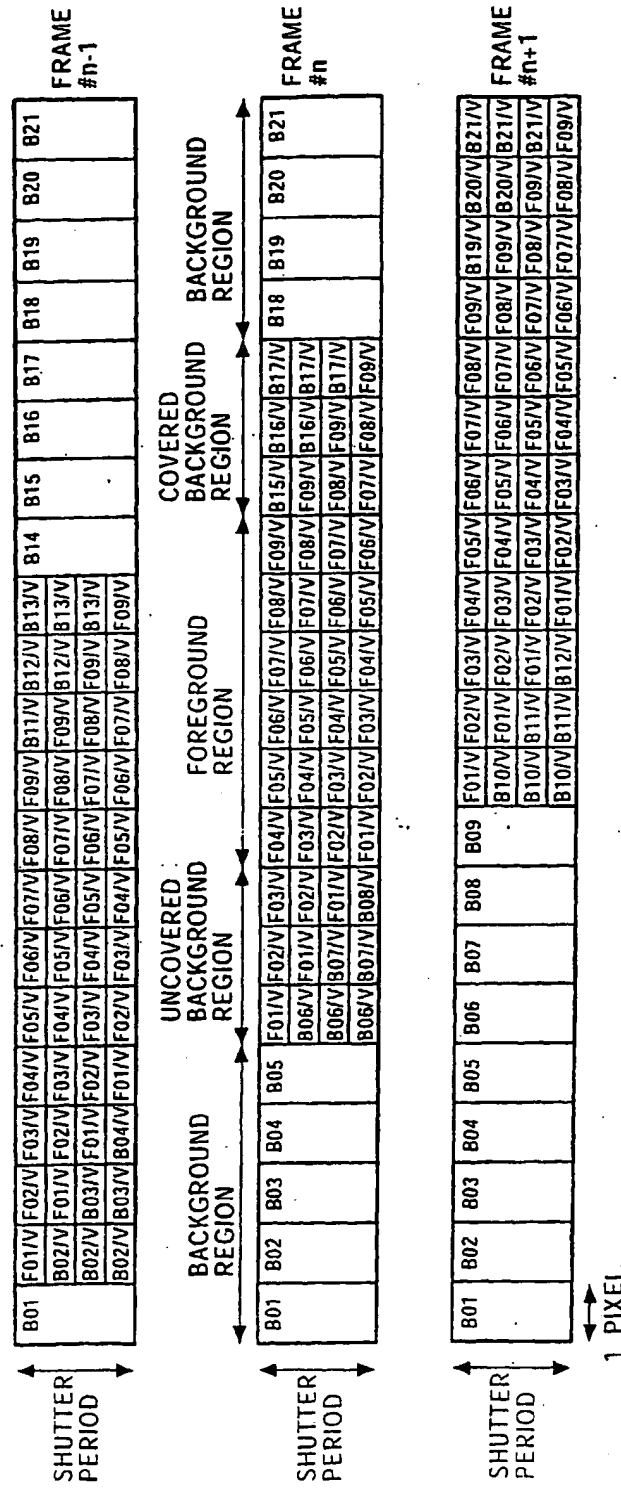 FRAME
#n-1
B01 F01/V F02/V F03/V F04/V F05/V F06/V F07/V F08/V F09/V B11/V B12/V B13/V B14 B15 B16 B17 B18 B19 B20 B21
B02/V F01/V F02/V F03/V F04/V F05/V F06/V F07/V F08/V F09/V B12/V B13/V
B02/V B03/V F01/V F02/V F03/V F04/V F05/V F06/V F07/V F08/V F09/V B13/V
B02/V B03/V B04/V F01/V F02/V F03/V F04/V F05/V F06/V F07/V F08/V F09/V
SHUTTER
PERIOD
BACKGROUND
REGION
UNCOVERED
BACKGROUND
REGION
FOREGROUND
REGION
COVERED
BACKGROUND
REGION
BACKGROUND
REGION
FRAME
#n
B01 B02 B03 B04 B05 F01/V F02/V F03/V F04/V F05/V F06/V F07/V F08/V F09/V B15/V B16/V B17/V B18 B19 B20 B21
B06/V F01/V F02/V F03/V F04/V F05/V F06/V F07/V F08/V F09/V B16/V B17/V
B06/V B07/V F01/V F02/V F03/V F04/V F05/V F06/V F07/V F08/V F09/V B17/V
B06/V B07/V B08/V F01/V F02/V F03/V F04/V F05/V F06/V F07/V F08/V F09/V
SHUTTER
PERIOD
FRAME
#n+1
B01 B02 B03 B04 B05 B06 B07 B08 B09 F01/V F02/V F03/V F04/V F05/V F06/V F07/V F08/V F09/V B19/V B20/V B21/V
B10/V F01/V F02/V F03/V F04/V F05/V F06/V F07/V F08/V F09/V B20/V B21/V
B10/V B11/V F01/V F02/V F03/V F04/V F05/V F06/V F07/V F08/V F09/V B21/V
B10/V B11/V B12/V F01/V F02/V F03/V F04/V F05/V F06/V F07/V F08/V F09/V
SHUTTER
PERIOD
1 PIXEL